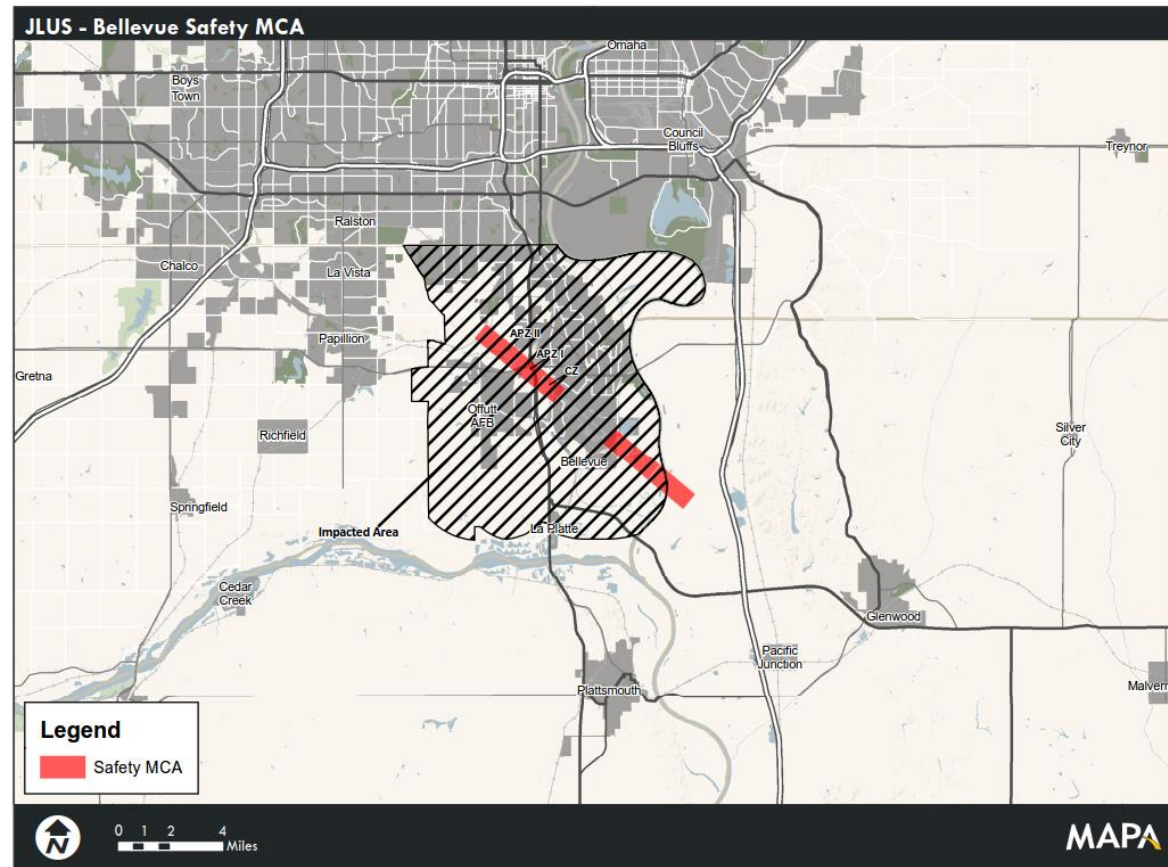 JLUS - Bellevue Safety MCA
Omaha
Boys
Town
Council
Bluffs
Treynor
Ralston
Chalco
La Vista
APZ II
Papillion
APZ I
CZ
Gretna
Offutt
AFB
Richfield
Silver
City
Bellevue
Springfield
Impacted Area
La Platte
Cedar
Creek
Glenwood
Pacific
Junction
Plattsmouth
Malvern
Legend
Safety MCA
N
0 1 2 4
Miles
MAPA